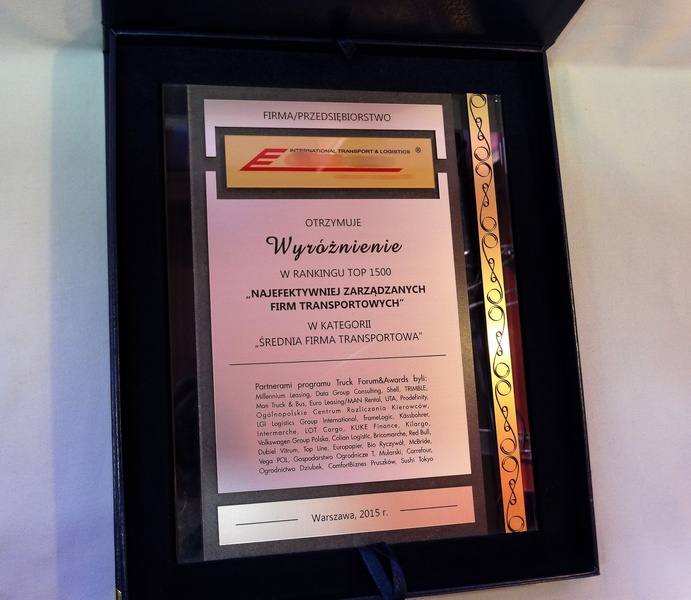 FIRMA/PRZEDSIĘBIORSTWO
E INTERNATIONAL TRANSPORT & LOGISTICS ®
OTRZYMUJE
Wyróżnienie
W RANKINGU TOP 1500
„NAJEFEKTYWNIEJ ZARZĄDZANYCH
FIRM TRANSPORTOWYCH”
W KATEGORII
„ŚREDNIA FIRMA TRANSPORTOWA”
Partnerami programu Truck Forum&Awards byli:
Millennium Leasing, Data Group Consulting, Shell, TRIMBLE,
Man Truck & Bus, Euro Leasing/MAN Rental, UTA, Prodefinity,
Ogólnopolskie Centrum Rozliczania Kierowców,
LGI Logistics Group International, frameLogic, Kässbohrer,
Intermarche, LOT Cargo, KUKE Finance, Kilargo,
Volkswagen Group Polska, Colian Logistic, Bricomarche, Red Bull,
Dubiel Vitrum, Top Line, Europapier, Bio Ryczywół, McBride,
Vega POL, Gospodarstwo Ogrodnicze T. Mularski, Carrefour,
Ogrodnictwo Dziubek, ComfortBiznes Pruszków, Sushi Tokyo
Warszawa, 2015 r.